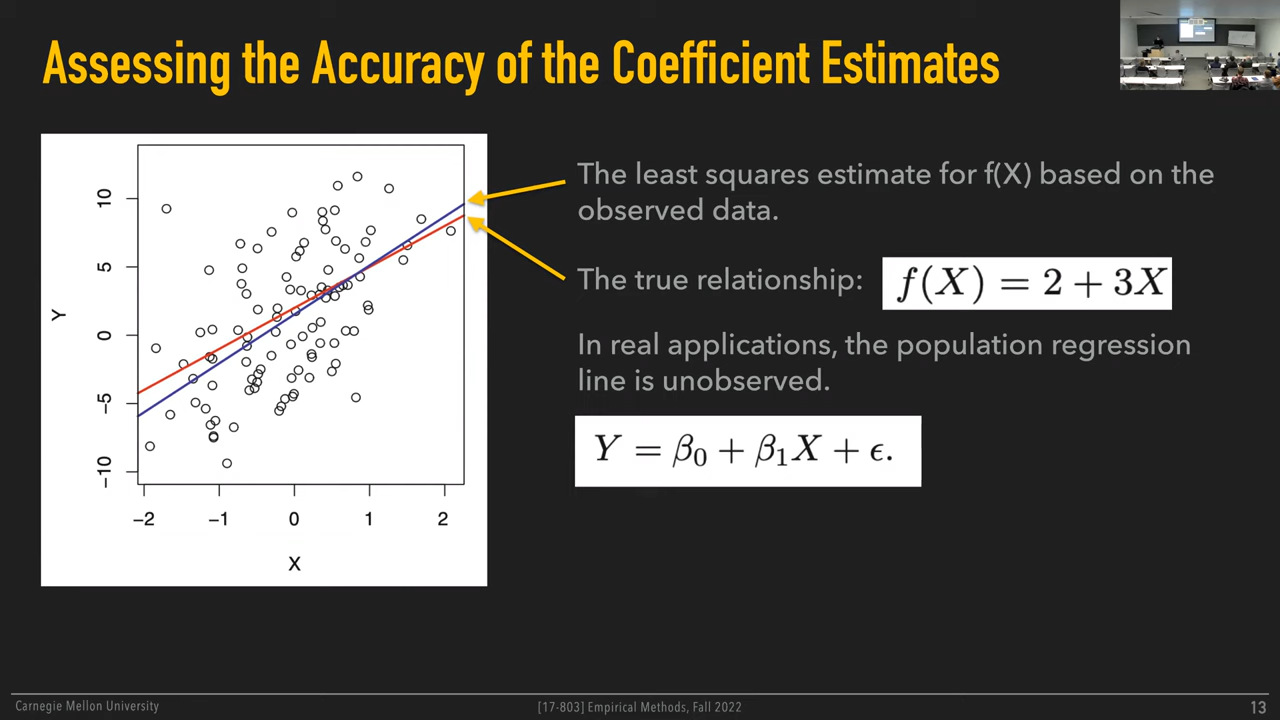 Assessing the Accuracy of the Coefficient Estimates
The least squares estimate for f(X) based on the
observed data.
The true relationship:
f(X) = 2 + 3X
In real applications, the population regression
line is unobserved.
Y = β₀ + β₁X + ϵ.
Y
10
5
0
−5
−10
−2 −1 0 1 2
X
Carnegie Mellon University
[17-803] Empirical Methods, Fall 2022
13